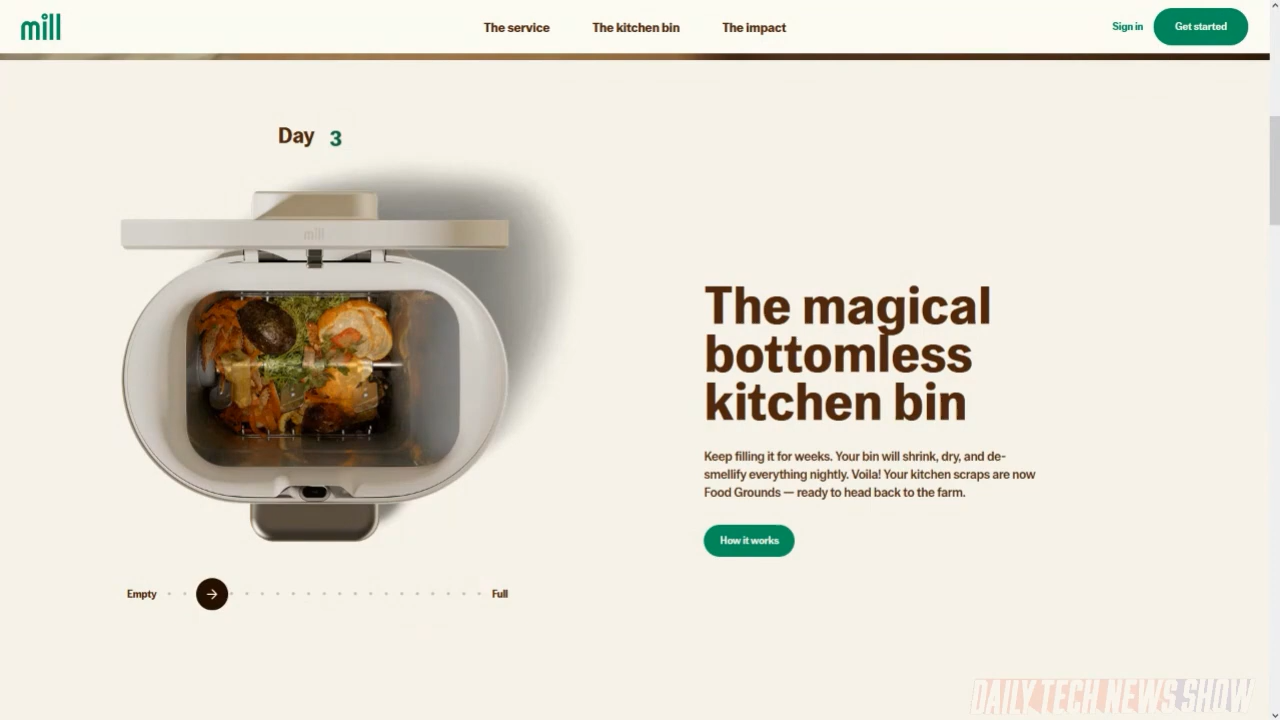 mill
The service
The kitchen bin
The impact
Sign in
Get started
Day 3
mill
The magical
bottomless
kitchen bin
Keep filling it for weeks. Your bin will shrink, dry, and de-
smellify everything nightly. Voila! Your kitchen scraps are now
Food Grounds — ready to head back to the farm.
How it works
Empty
Full
DAILY TECH NEWS SHOW